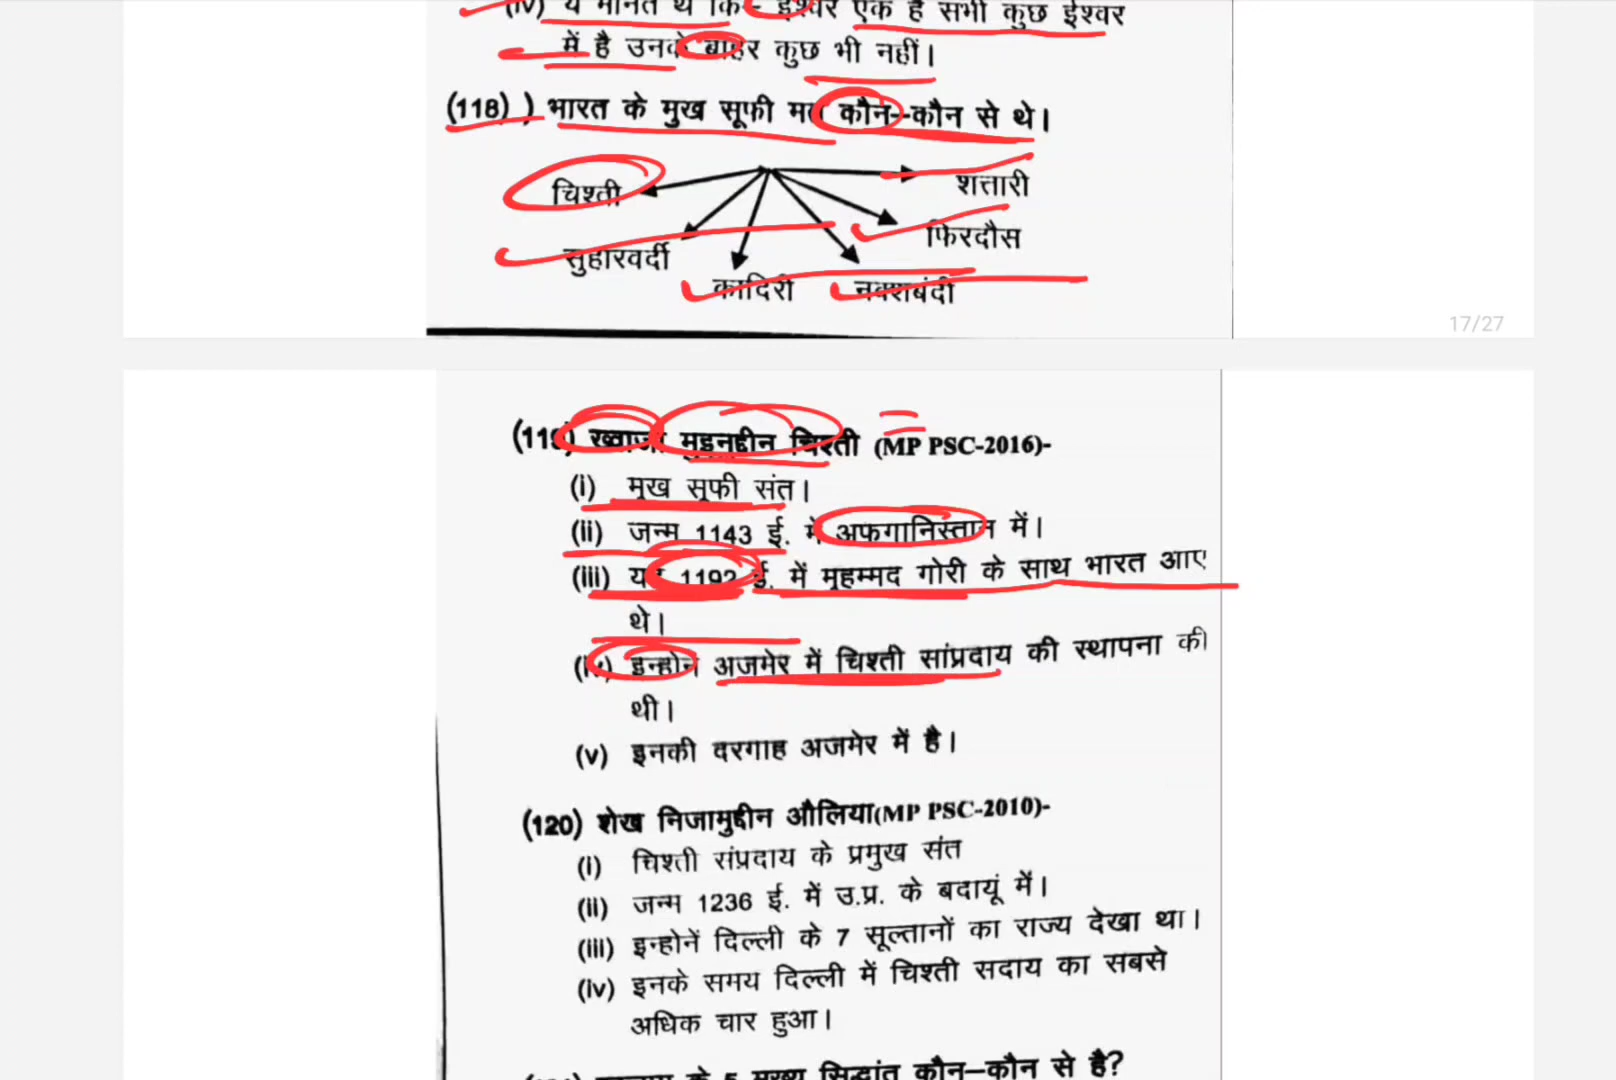 (iv) ये मानते थे कि– ईश्वर एक है सभी कुछ ईश्वर
में है उनके बाहर कुछ भी नहीं।
(118) ) भारत के मुख सूफी मत कौन–कौन से थे।
चिश्ती
शत्तारी
सुहारवर्दी
फिरदौस
कादिरी
नक्शबंदी
17/27
(119) ख्वाजा मुइनुद्दीन चिश्ती (MP PSC-2016)-
(i) मुख सूफी संत।
(ii) जन्म 1143 ई. में अफगानिस्तान में।
(iii) यह 1192 ई. में मुहम्मद गोरी के साथ भारत आए
थे।
(iv) इन्होने अजमेर में चिश्ती सांप्रदाय की स्थापना की
थी।
(v) इनकी दरगाह अजमेर में है।
(120) शेख निजामुद्दीन औलिया(MP PSC-2010)-
(i) चिश्ती संप्रदाय के प्रमुख संत
(ii) जन्म 1236 ई. में उ.प्र. के बदायूं में।
(iii) इन्होनें दिल्ली के 7 सूल्तानों का राज्य देखा था।
(iv) इनके समय दिल्ली में चिश्ती सदाय का सबसे
अधिक चार हुआ।
के 5 मुख्य सिद्धांत कौन–कौन से है?